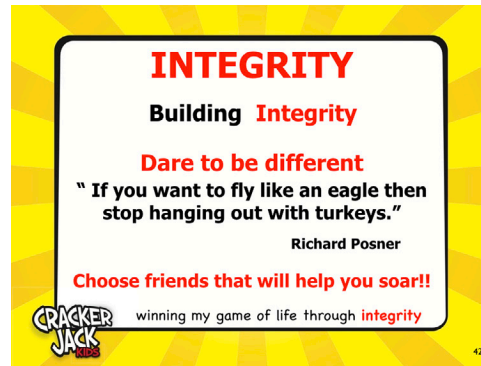 INTEGRITY
Building Integrity
Dare to be different
“ If you want to fly like an eagle then
stop hanging out with turkeys.”
Richard Posner
Choose friends that will help you soar!!
CRACKER
JACK
KIDS
winning my game of life through integrity
42